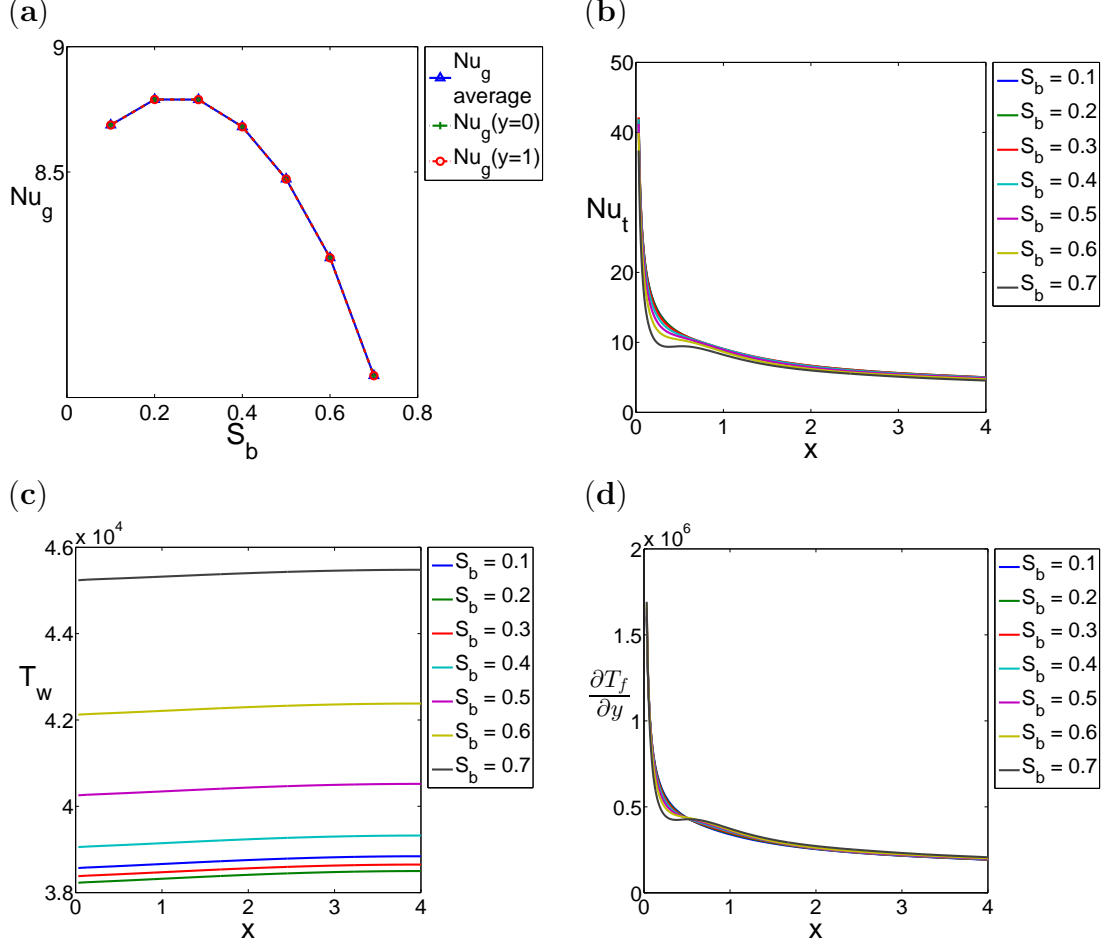 (a)
9
8.5
Nu_g
0
0.2
0.4
0.6
0.8
S_b
Nu_g
average
Nu_g(y=0)
Nu_g(y=1)
(b)
50
40
Nu_t
20
10
0
0
1
2
3
4
x
S_b = 0.1
S_b = 0.2
S_b = 0.3
S_b = 0.4
S_b = 0.5
S_b = 0.6
S_b = 0.7
(c)
x 10^4
4.6
4.4
T_w
4.2
4
3.8
0
1
2
3
4
x
S_b = 0.1
S_b = 0.2
S_b = 0.3
S_b = 0.4
S_b = 0.5
S_b = 0.6
S_b = 0.7
(d)
x 10^6
2
1.5
∂T_f
∂y
1
0.5
0
0
1
2
3
4
x
S_b = 0.1
S_b = 0.2
S_b = 0.3
S_b = 0.4
S_b = 0.5
S_b = 0.6
S_b = 0.7